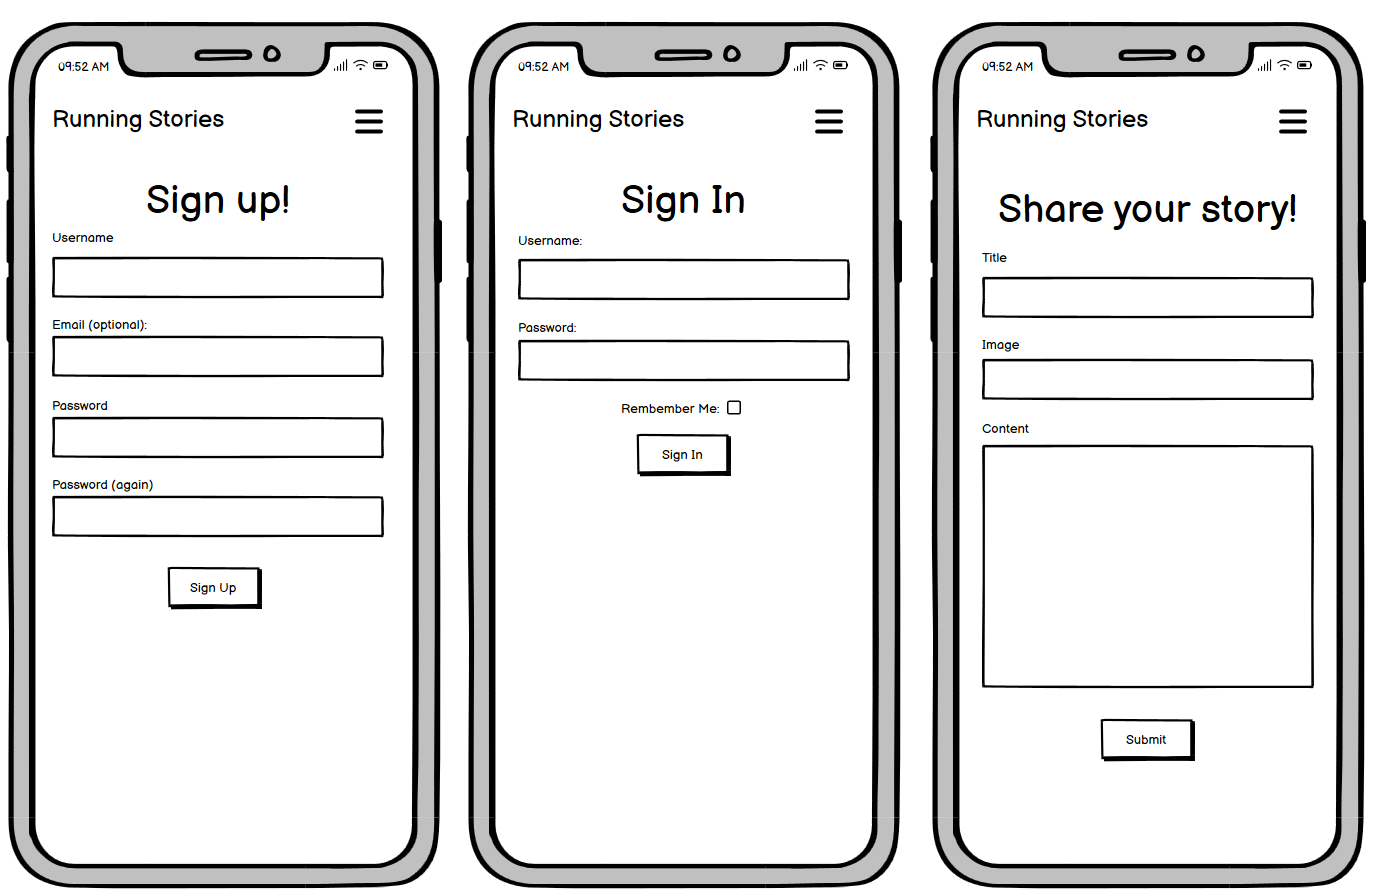 09:52 AM
Running Stories
Sign up!
Username
Email (optional):
Password
Password (again)
Sign Up
09:52 AM
Running Stories
Sign In
Username:
Password:
Rembember Me:
Sign In
09:52 AM
Running Stories
Share your story!
Title
Image
Content
Submit